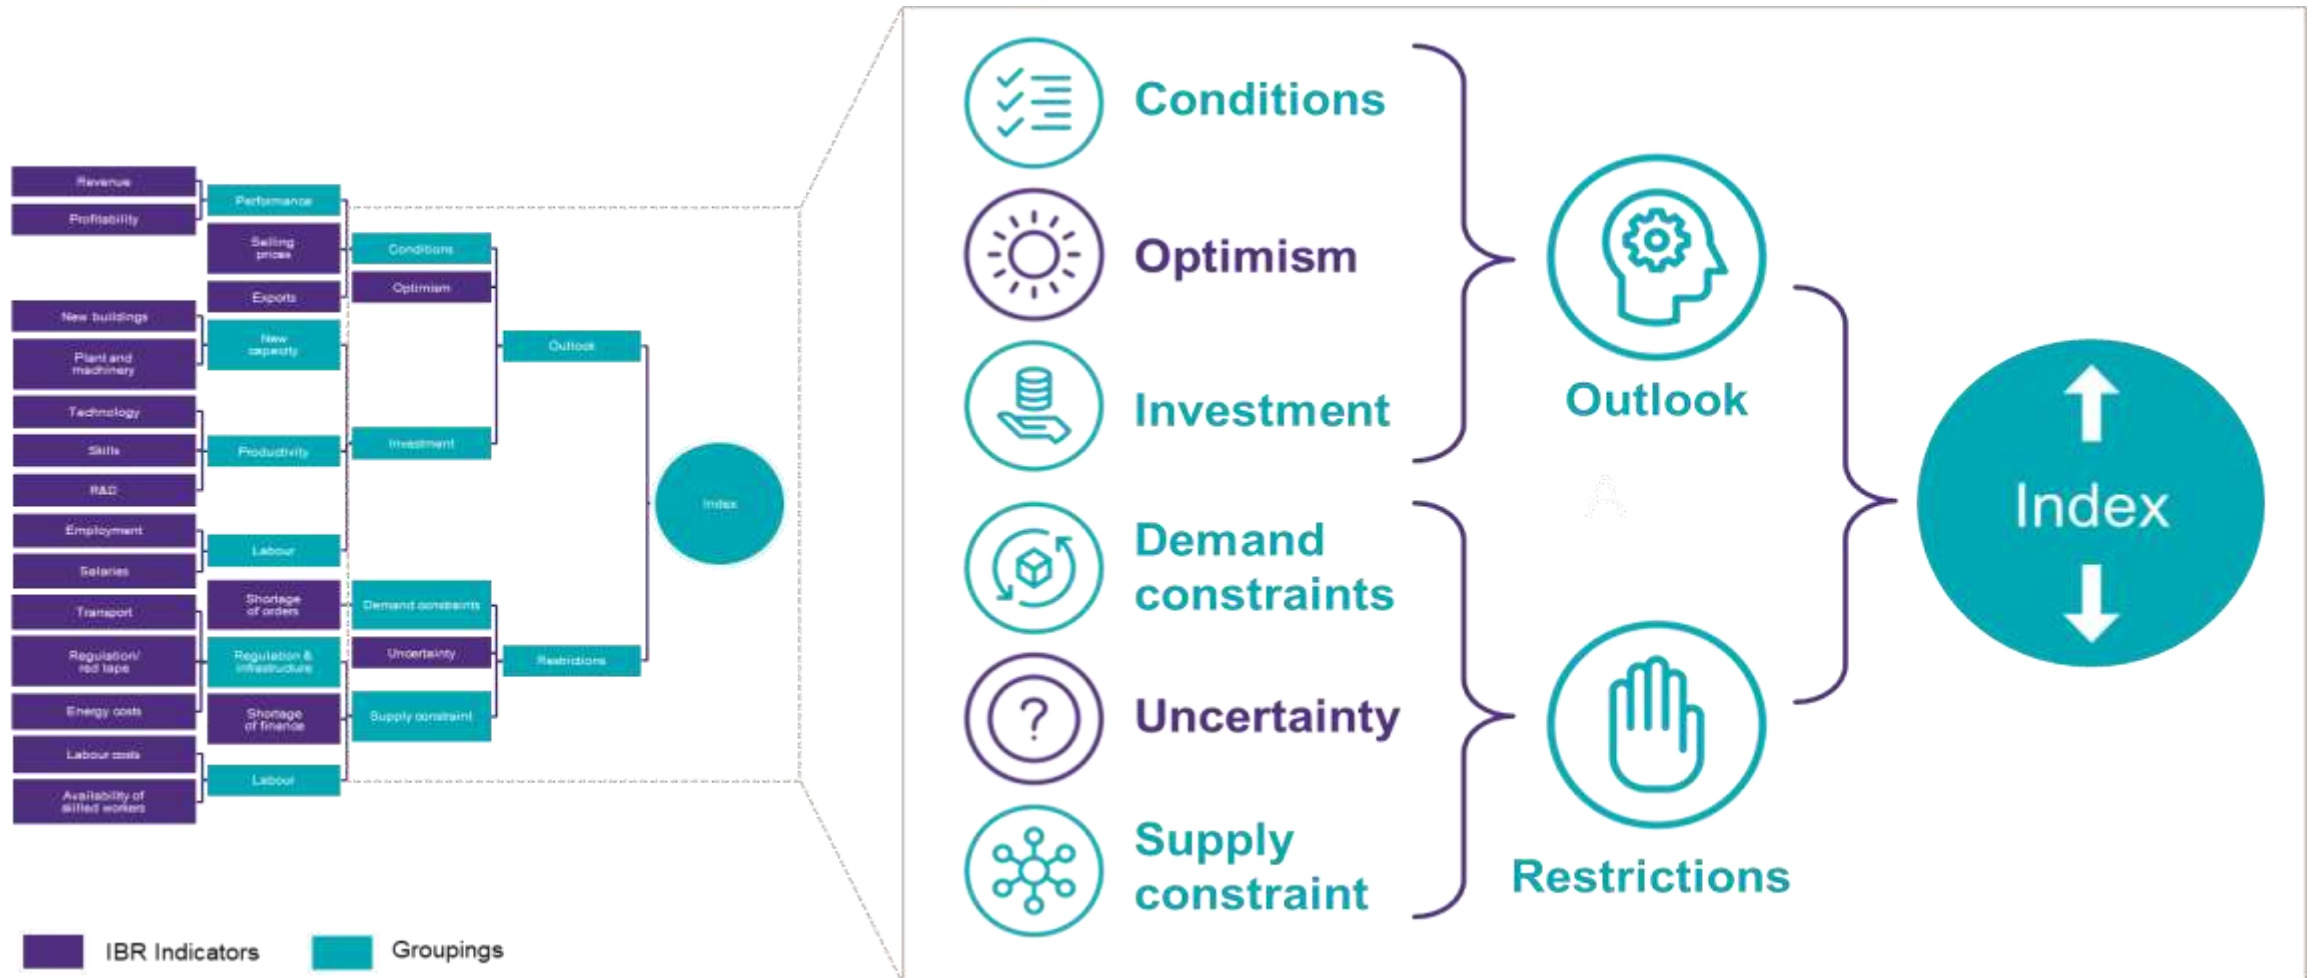 Revenue
Profitability
Performance
Selling
prices
Exports
Conditions
Optimism
New buildings
Plant and
machinery
New
capacity
Technology
Skills
R&D
Productivity
Employment
Salaries
Labour
Investment
Outlook
Transport
Regulation/
red tape
Energy costs
Labour costs
Availability of
skilled workers
Shortage
of orders
Regulation &
infrastructure
Shortage
of finance
Labour
Demand constraints
Uncertainty
Supply constraint
Restrictions
Index
IBR Indicators
Groupings
Conditions
Optimism
Investment
Demand
constraints
Uncertainty
Supply
constraint
Outlook
Restrictions
Index